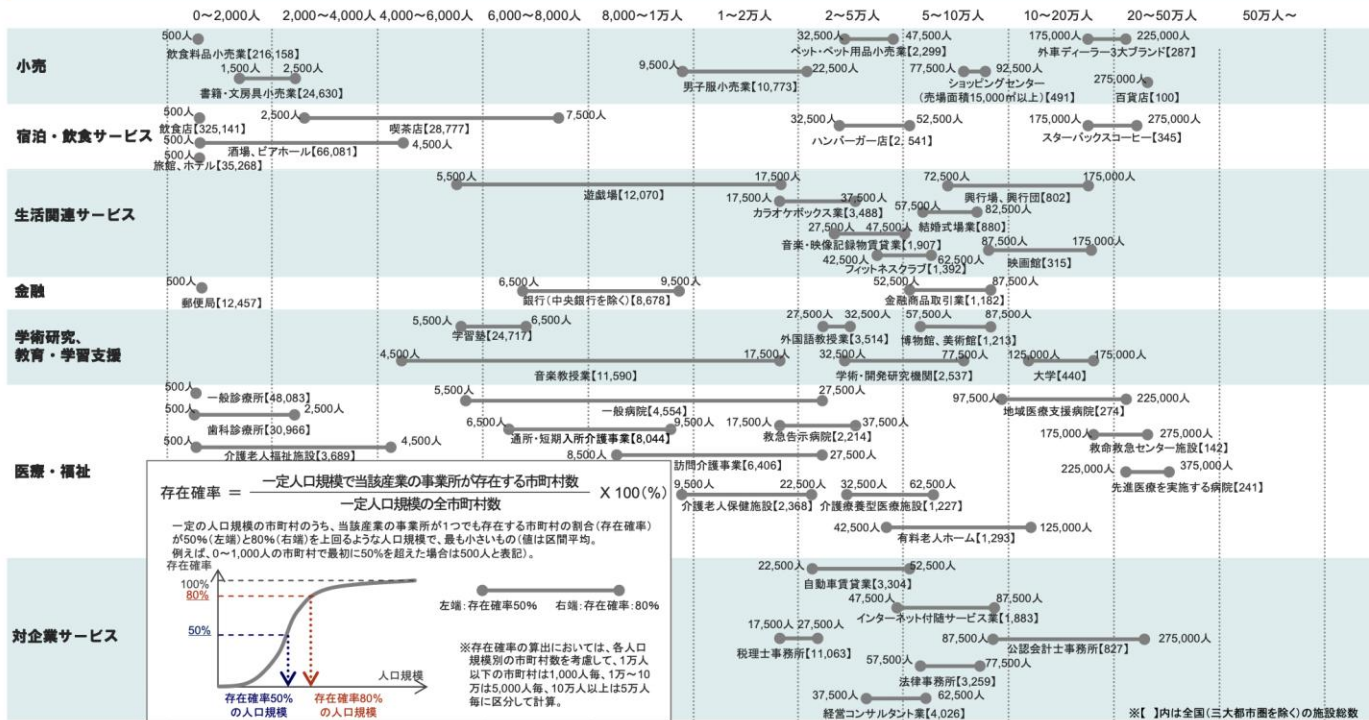 0～2,000人 2,000～4,000人 4,000～6,000人 6,000～8,000人 8,000～1万人 1～2万人 2～5万人 5～10万人 10～20万人 20～50万人 50万人～
小売
500人
飲食料品小売業【216,158】
1,500人 2,500人
書籍・文房具小売業【24,630】
9,500人 22,500人
男子服小売業【10,773】
32,500人 47,500人
ペット・ペット用品小売業【2,299】
77,500人 92,500人
ショッピングセンター
(売場面積15,000㎡以上)【491】
175,000人 225,000人
外車ディーラー3大ブランド【287】
275,000人
百貨店【100】
宿泊・飲食サービス
500人
飲食店【325,141】
2,500人 7,500人
喫茶店【28,777】
500人 4,500人
酒場、ビアホール【66,081】
500人
旅館、ホテル【35,268】
32,500人 52,500人
ハンバーガー店【2,541】
175,000人 275,000人
スターバックスコーヒー【345】
生活関連サービス
5,500人 17,500人
遊戯場【12,070】
17,500人 37,500人
カラオケボックス業【3,488】
27,500人 47,500人
音楽・映像記録物賃貸業【1,907】
42,500人 62,500人
フィットネスクラブ【1,392】
72,500人 175,000人
興行場、興行団【802】
57,500人 82,500人
結婚式場業【880】
87,500人 175,000人
映画館【315】
金融
500人
郵便局【12,457】
6,500人 9,500人
銀行(中央銀行を除く)【8,678】
52,500人 87,500人
金融商品取引業【1,182】
学術研究、
教育・学習支援
5,500人 6,500人
学習塾【24,717】
4,500人 17,500人
音楽教授業【11,590】
27,500人 32,500人
外国語教授業【3,514】
57,500人 87,500人
博物館、美術館【1,213】
32,500人 77,500人
学術・開発研究機関【2,537】
125,000人 175,000人
大学【440】
医療・福祉
500人
一般診療所【48,083】
500人 2,500人
歯科診療所【30,966】
500人 4,500人
介護老人福祉施設【3,689】
5,500人 27,500人
一般病院【4,554】
6,500人 9,500人
通所・短期入所介護事業【8,044】
8,500人 27,500人
訪問介護事業【6,406】
17,500人 37,500人
救急告示病院【2,214】
9,500人 22,500人
介護老人保健施設【2,368】
32,500人 62,500人
介護療養型医療施設【1,227】
42,500人 125,000人
有料老人ホーム【1,293】
97,500人 225,000人
地域医療支援病院【274】
175,000人 275,000人
救命救急センター施設【142】
225,000人 375,000人
先進医療を実施する病院【241】
対企業サービス
22,500人 52,500人
自動車賃貸業【3,304】
47,500人 87,500人
インターネット付随サービス業【1,883】
17,500人 27,500人
税理士事務所【11,063】
87,500人 275,000人
公認会計士事務所【827】
57,500人 77,500人
法律事務所【3,259】
37,500人 62,500人
経営コンサルタント業【4,026】
存在確率 = 一定人口規模で当該産業の事業所が存在する市町村数 X 100(%)
一定人口規模の全市町村数
一定の人口規模の市町村のうち、当該産業の事業所が1つでも存在する市町村の割合(存在確率)
が50%(左端)と80%(右端)を上回るような人口規模で、最も小さいもの(値は区間平均。
例えば、0～1,000人の市町村で最初に50%を超えた場合は500人と表記)。
存在確率
100%
80%
50%
人口規模
存在確率50%
の人口規模
存在確率80%
の人口規模
左端：存在確率50% 右端：存在確率：80%
※存在確率の算出においては、各人口
規模別の市町村数を考慮して、1万人
以下の市町村は1,000人毎、1万～10
万は5,000人毎、10万人以上は5万人
毎に区分して計算。
※【 】内は全国(三大都市圏を除く)の施設総数